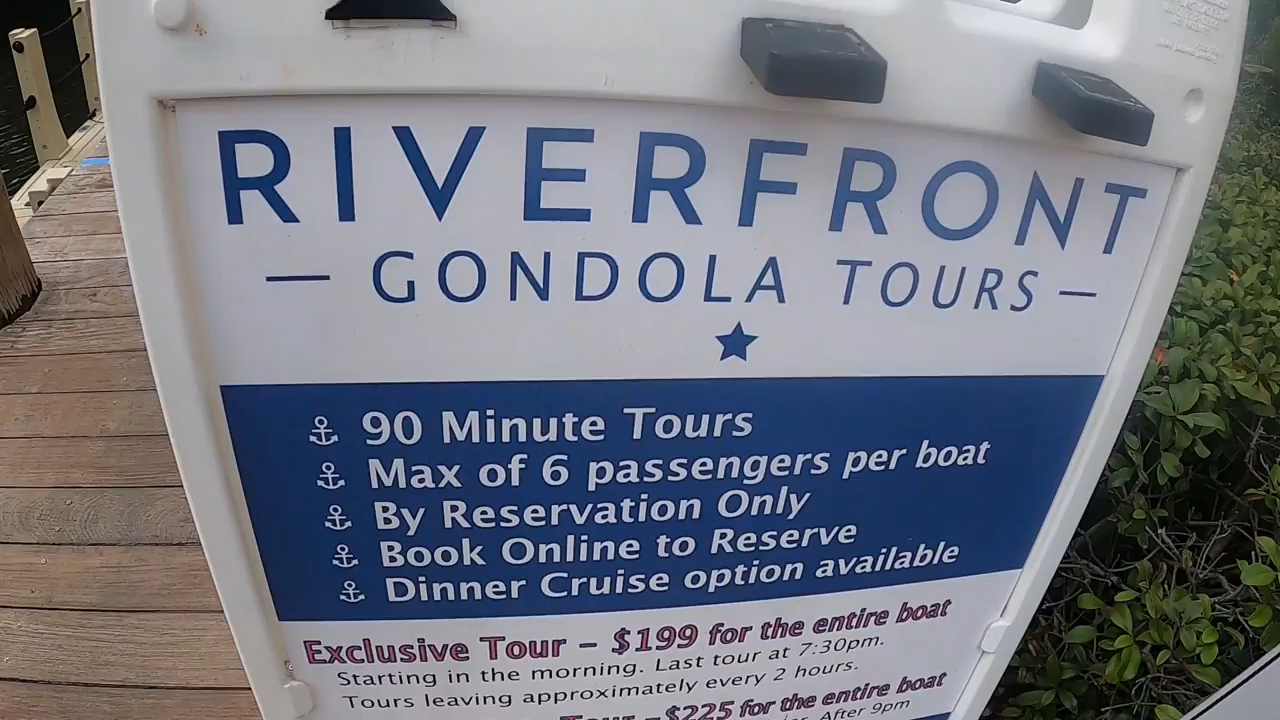 RIVERFRONT
— GONDOLA TOURS —
90 Minute Tours
Max of 6 passengers per boat
By Reservation Only
Book Online to Reserve
Dinner Cruise option available
Exclusive Tour – $199 for the entire boat
Starting in the morning. Last tour at 7:30pm.
Tours leaving approximately every 2 hours.
Tour – $225 for the entire boat
After 9pm